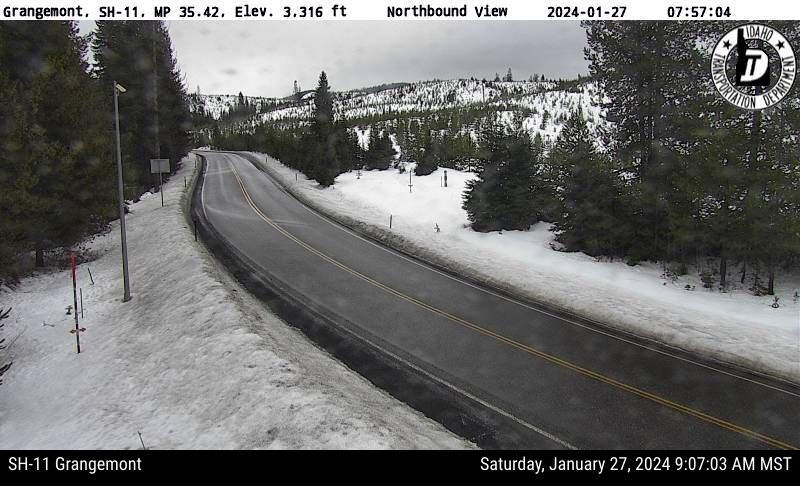 Grangemont, SH-11, MP 35.42, Elev. 3,316 ft Northbound View 2024-01-27 07:57:04
IDAHO
TRANSPORTATION DEPARTMENT
SH-11 Grangemont Saturday, January 27, 2024 9:07:03 AM MST